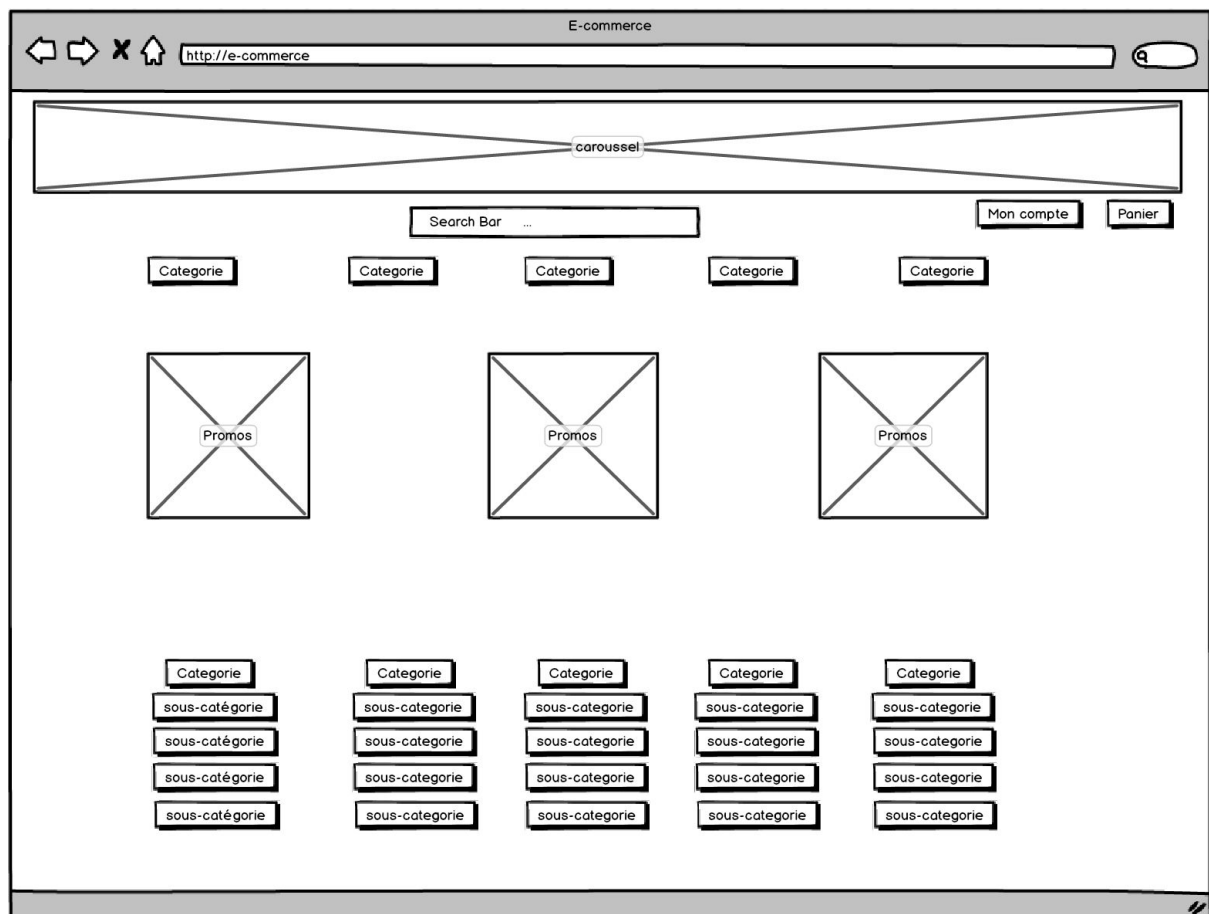 E-commerce
http://e-commerce
caroussel
Search Bar ...
Mon compte Panier
Categorie Categorie Categorie Categorie Categorie
Promos Promos Promos
Categorie Categorie Categorie Categorie Categorie
sous-catégorie sous-categorie sous-categorie sous-categorie sous-categorie
sous-catégorie sous-categorie sous-categorie sous-categorie sous-categorie
sous-catégorie sous-categorie sous-categorie sous-categorie sous-categorie
sous-catégorie sous-categorie sous-categorie sous-categorie sous-categorie